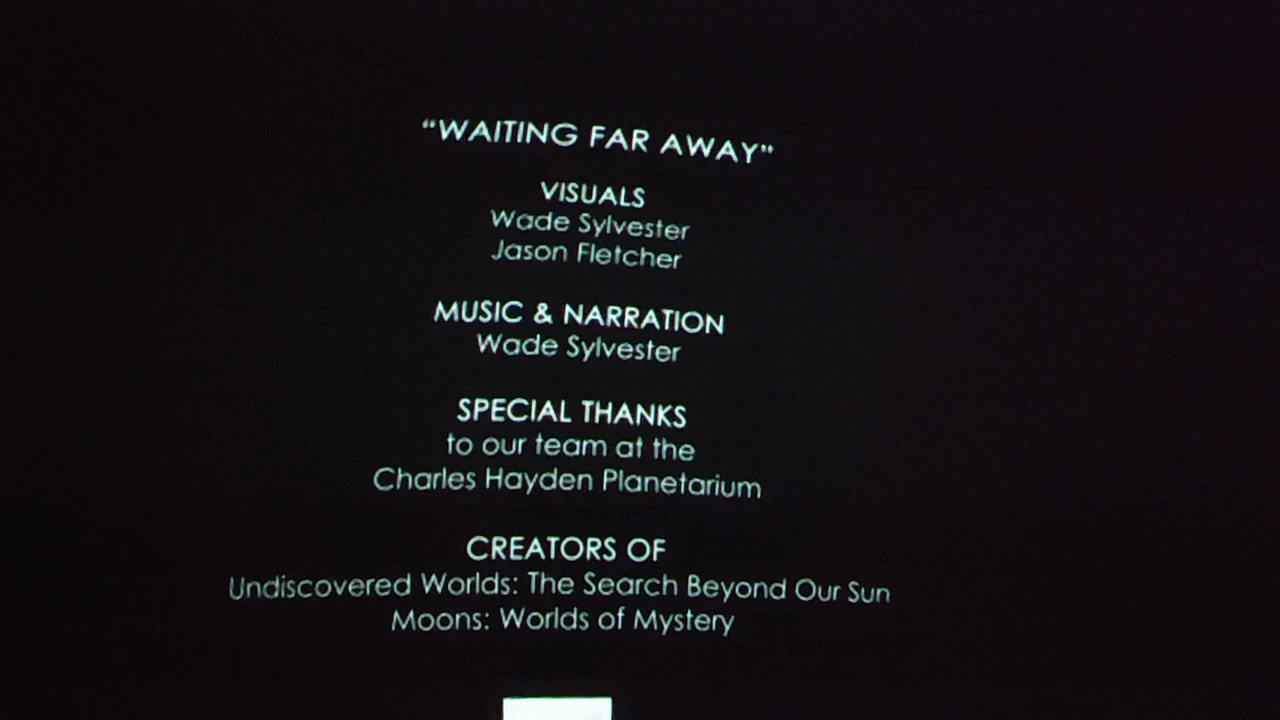 “WAITING FAR AWAY”
VISUALS
Wade Sylvester
Jason Fletcher
MUSIC & NARRATION
Wade Sylvester
SPECIAL THANKS
to our team at the
Charles Hayden Planetarium
CREATORS OF
Undiscovered Worlds: The Search Beyond Our Sun
Moons: Worlds of Mystery